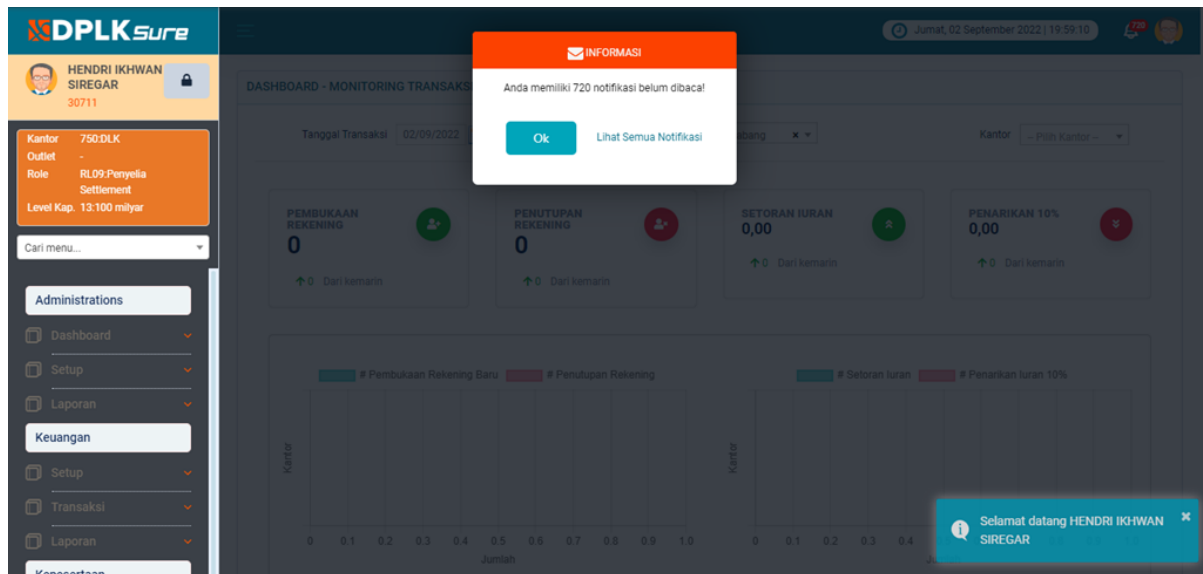 DPLKSure
HENDRI IKHWAN
SIREGAR
30711
Kantor 750:DLK
Outlet -
Role RL09:Penyelia
Settlement
Level Kap. 13:100 milyar
Cari menu...
Administrations
Dashboard
Setup
Laporan
Keuangan
Setup
Transaksi
Laporan
Kepesertaan
Jumat, 02 September 2022 | 19:59:10
720
INFORMASI
Anda memiliki 720 notifikasi belum dibaca!
Ok Lihat Semua Notifikasi
DASHBOARD - MONITORING TRANSAKSI
Tanggal Transaksi 02/09/2022
Kantor -- Pilih Kantor --
PEMBUKAAN
REKENING
0
0 Dari kemarin
PENUTUPAN
REKENING
0
0 Dari kemarin
SETORAN IURAN
0,00
0 Dari kemarin
PENARIKAN 10%
0,00
0 Dari kemarin
# Pembukaan Rekening Baru # Penutupan Rekening
Kantor
0 0.1 0.2 0.3 0.4 0.5 0.6 0.7 0.8 0.9 1.0
Jumlah
# Setoran Iuran # Penarikan Iuran 10%
Kantor
0 0.1 0.2 0.3 0.4
Selamat datang HENDRI IKHWAN
SIREGAR